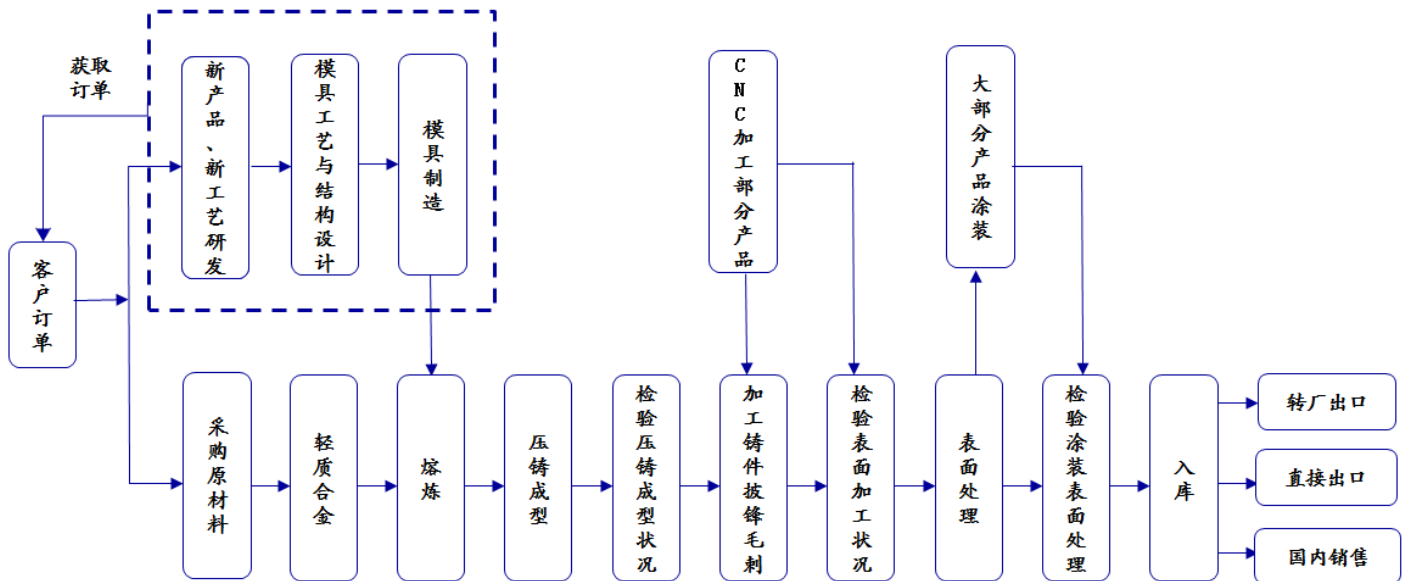 获取
订单
新产品、新工艺研发
模具工艺与结构设计
模具制造
CNC加工部分产品
大部分产品涂装
客户订单
采购原材料
轻质合金
熔炼
压铸成型
检验压铸成型状况
加工铸件披锋毛刺
检验表面加工状况
表面处理
检验涂装表面处理
入库
转厂出口
直接出口
国内销售